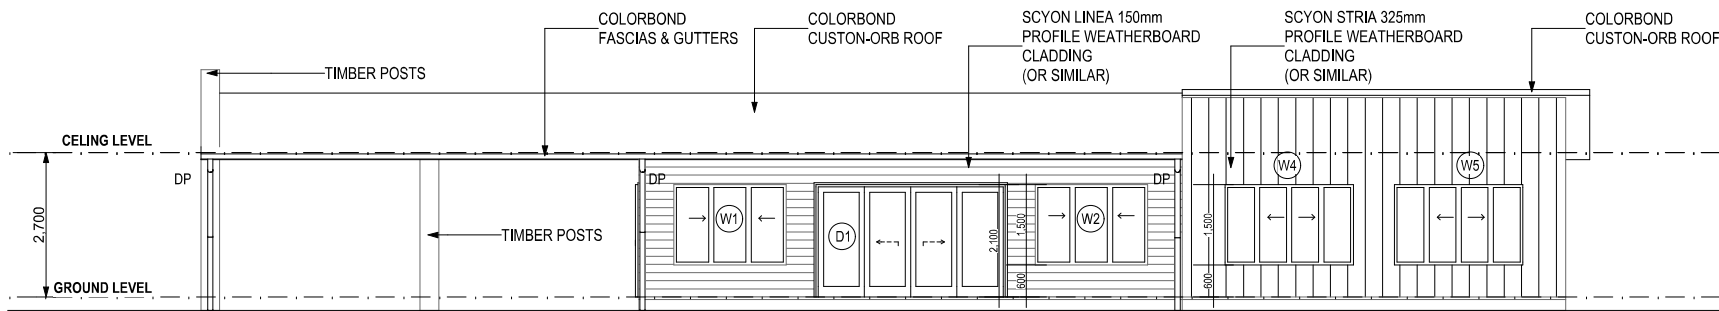 COLORBOND
FASCIAS & GUTTERS
COLORBOND
CUSTON-ORB ROOF
SCYON LINEA 150mm
PROFILE WEATHERBOARD
CLADDING
(OR SIMILAR)
SCYON STRIA 325mm
PROFILE WEATHERBOARD
CLADDING
(OR SIMILAR)
COLORBOND
CUSTON-ORB ROOF
TIMBER POSTS
CELING LEVEL
DP
DP
DP
W4
W5
2,700
TIMBER POSTS
W1
D1
2,100
1,500
600
W2
1,500
600
GROUND LEVEL